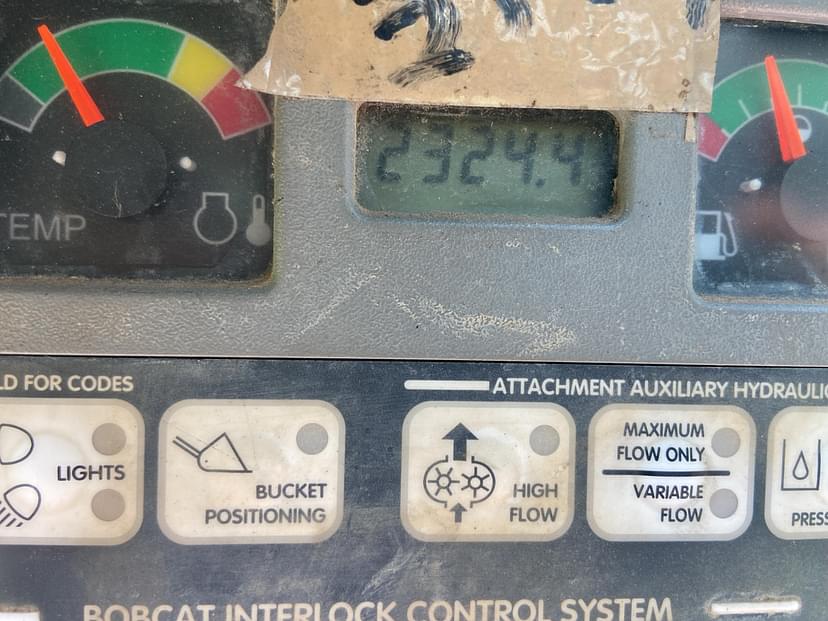 2324.4
TEMP
LD FOR CODES
ATTACHMENT AUXILIARY HYDRAULIC
LIGHTS
BUCKET
POSITIONING
HIGH
FLOW
MAXIMUM
FLOW ONLY
VARIABLE
FLOW
PRESS
BOBCAT INTERLOCK CONTROL SYSTEM